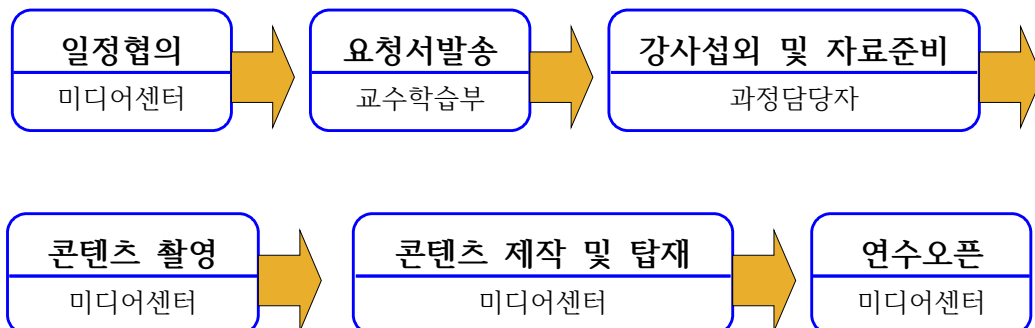 일정협의
미디어센터
요청서발송
교수학습부
강사섭외 및 자료준비
과정담당자
콘텐츠 촬영
미디어센터
콘텐츠 제작 및 탑재
미디어센터
연수오픈
미디어센터